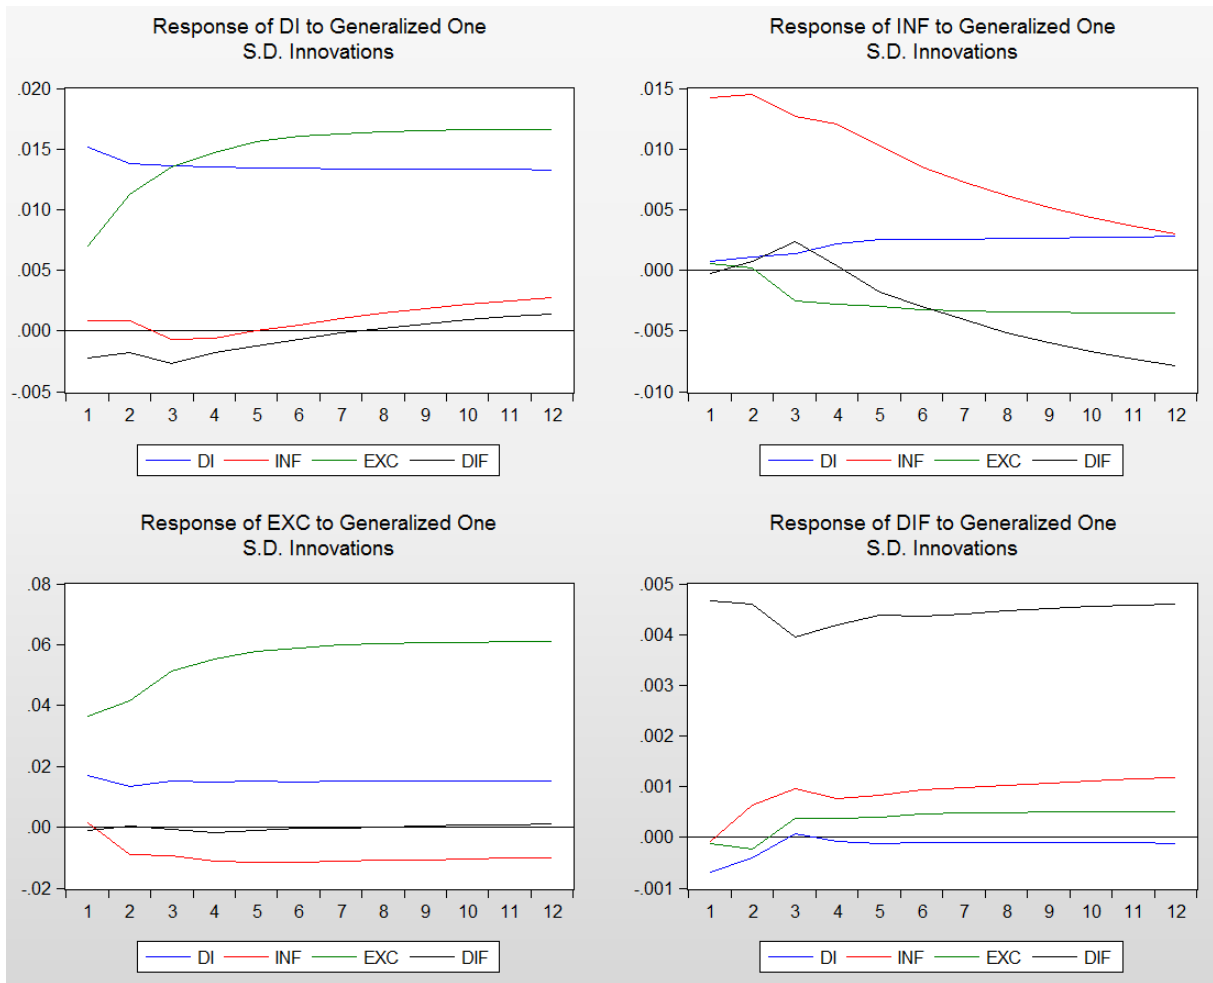 Response of DI to Generalized One
S.D. Innovations
.020
.015
.010
.005
.000
-.005
1 2 3 4 5 6 7 8 9 10 11 12
DI INF EXC DIF
Response of INF to Generalized One
S.D. Innovations
.015
.010
.005
.000
-.005
-.010
1 2 3 4 5 6 7 8 9 10 11 12
DI INF EXC DIF
Response of EXC to Generalized One
S.D. Innovations
.08
.06
.04
.02
.00
-.02
1 2 3 4 5 6 7 8 9 10 11 12
DI INF EXC DIF
Response of DIF to Generalized One
S.D. Innovations
.005
.004
.003
.002
.001
.000
-.001
1 2 3 4 5 6 7 8 9 10 11 12
DI INF EXC DIF